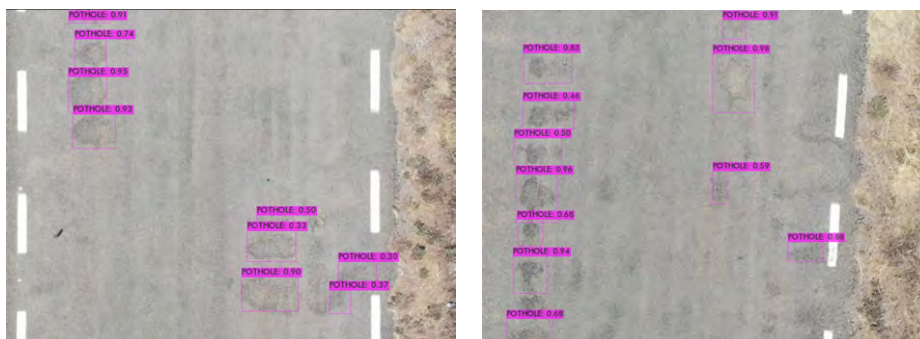 POTHOLE: 0.91
POTHOLE: 0.74
POTHOLE: 0.95
POTHOLE: 0.93
POTHOLE: 0.50
POTHOLE: 0.33
POTHOLE: 0.30
POTHOLE: 0.90
POTHOLE: 0.37
POTHOLE: 0.91
POTHOLE: 0.83
POTHOLE: 0.98
POTHOLE: 0.46
POTHOLE: 0.50
POTHOLE: 0.96
POTHOLE: 0.59
POTHOLE: 0.68
POTHOLE: 0.88
POTHOLE: 0.94
POTHOLE: 0.68